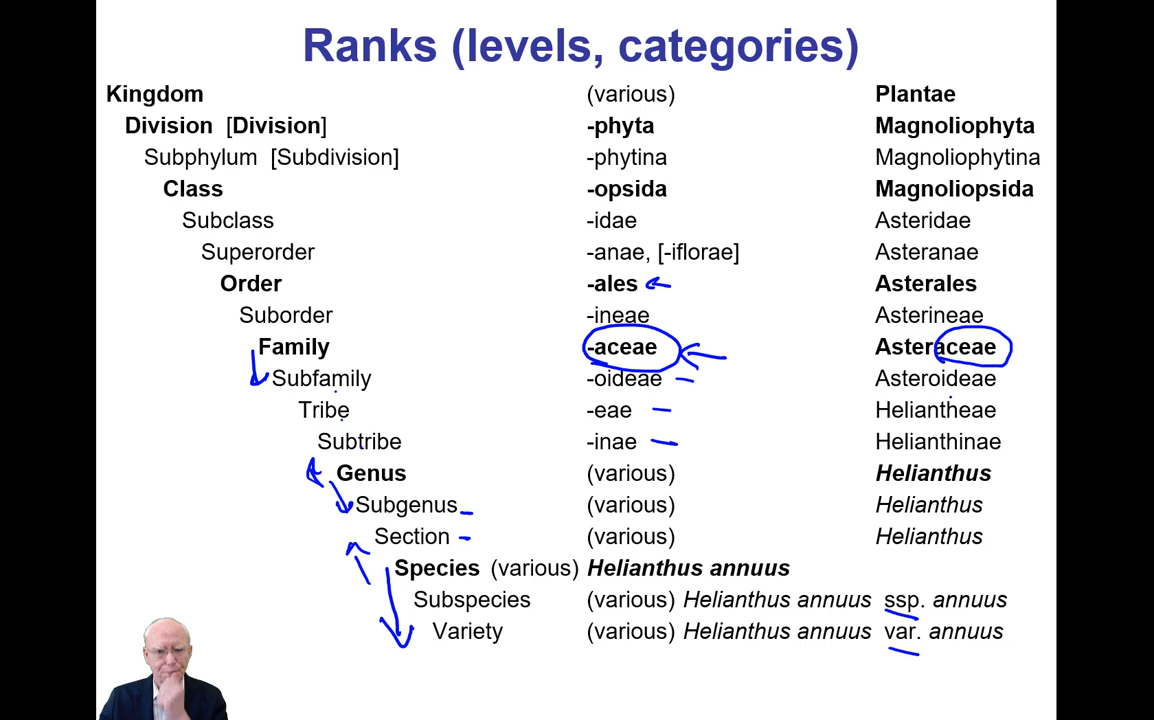 Ranks (levels, categories)
Kingdom (various) Plantae
Division [Division] -phyta Magnoliophyta
Subphylum [Subdivision] -phytina Magnoliophytina
Class -opsida Magnoliopsida
Subclass -idae Asteridae
Superorder -anae, [-iflorae] Asteranae
Order -ales Asterales
Suborder -ineae Asterineae
Family -aceae Asteraceae
Subfamily -oideae Asteroideae
Tribe -eae Heliantheae
Subtribe -inae Helianthinae
Genus (various) Helianthus
Subgenus (various) Helianthus
Section (various) Helianthus
Species (various) Helianthus annuus
Subspecies (various) Helianthus annuus ssp. annuus
Variety (various) Helianthus annuus var. annuus